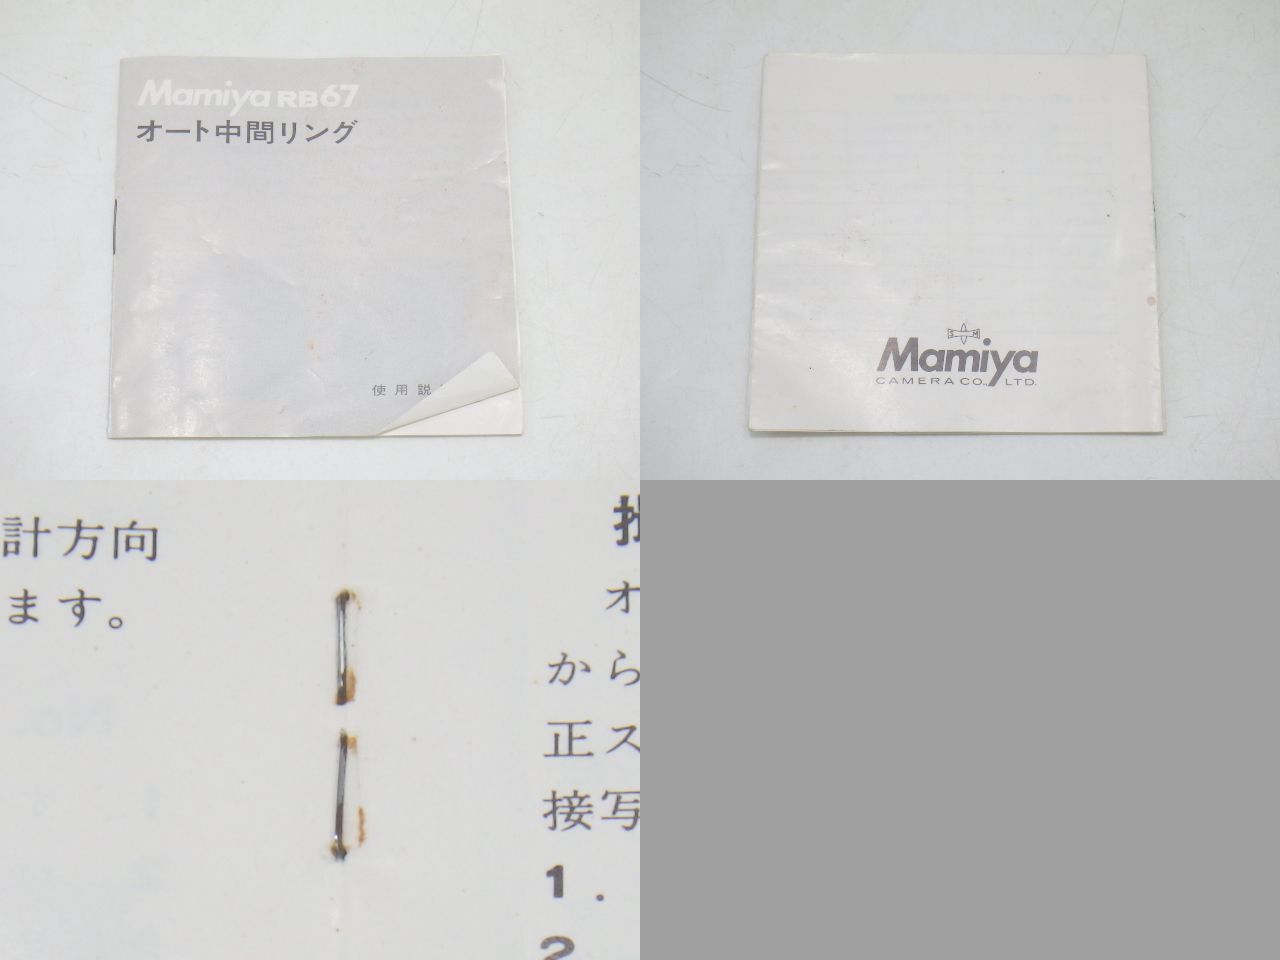 Mamiya RB67
オート中間リング
使用説
S M
Mamiya
CAMERA CO., LTD.
計方向
ます。
オ
から
正ス
接写
1.
2